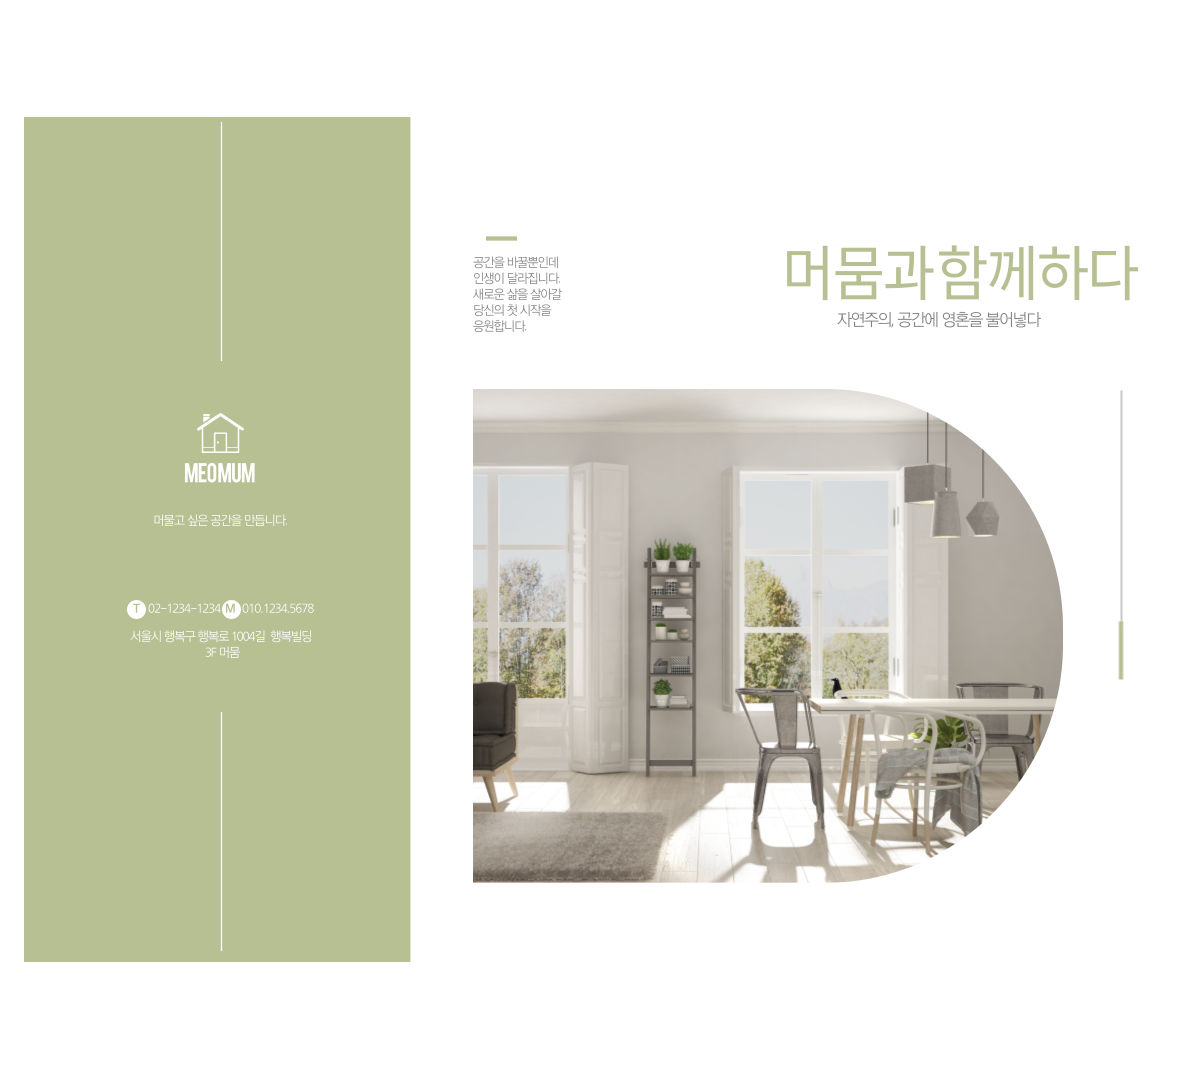 MEOMUM
머물고 싶은 공간을 만듭니다.
T 02-1234-1234 M 010.1234.5678
서울시 행복구 행복로 1004길 행복빌딩
3F 머뭄
공간을 바꿀뿐인데
인생이 달라집니다.
새로운 삶을 살아갈
당신의 첫 시작을
응원합니다.
머뭄과함께하다
자연주의, 공간에 영혼을 불어넣다